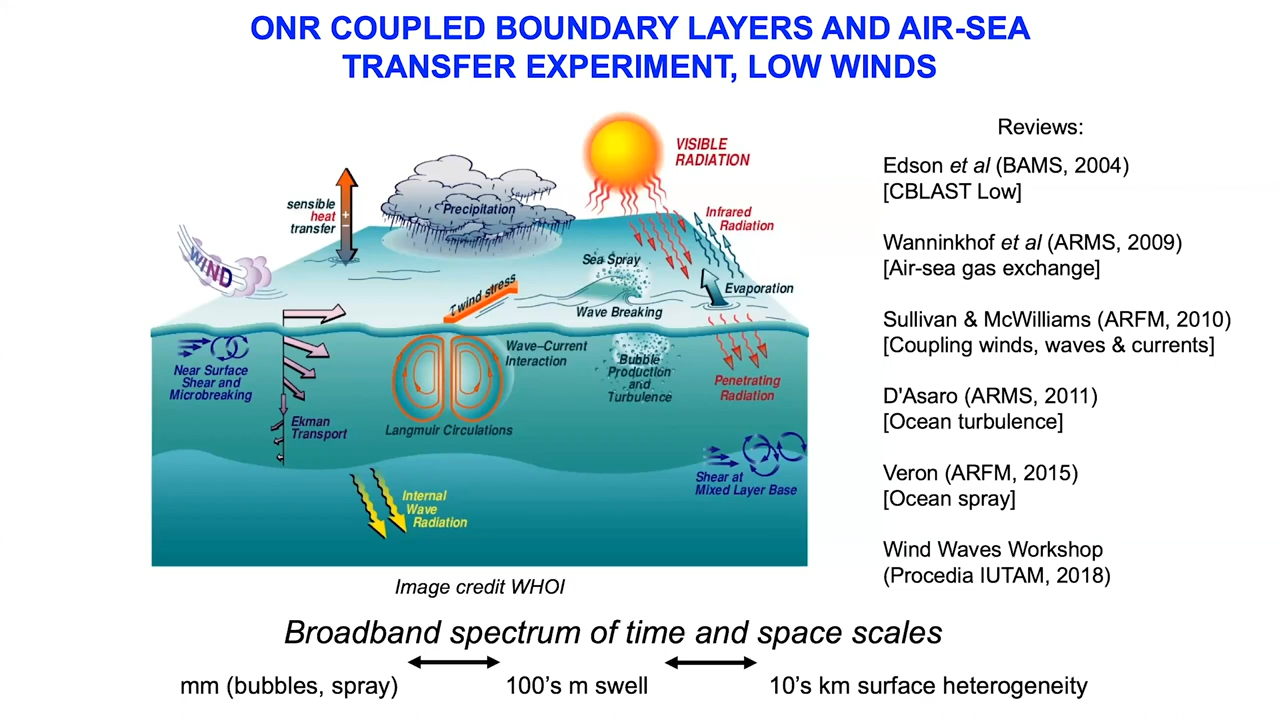 ONR COUPLED BOUNDARY LAYERS AND AIR-SEA
TRANSFER EXPERIMENT, LOW WINDS
VISIBLE
RADIATION
sensible
heat
transfer
+
−
Precipitation
Infrared
Radiation
WIND
Sea Spray
Evaporation
τ wind stress
Wave Breaking
Near Surface
Shear and
Microbreaking
Wave–Current
Interaction
Bubble
Production
and
Turbulence
Penetrating
Radiation
Ekman
Transport
Langmuir Circulations
Shear at
Mixed Layer Base
Internal
Wave
Radiation
Image credit WHOI
Reviews:
Edson et al (BAMS, 2004)
[CBLAST Low]
Wanninkhof et al (ARMS, 2009)
[Air-sea gas exchange]
Sullivan & McWilliams (ARFM, 2010)
[Coupling winds, waves & currents]
D'Asaro (ARMS, 2011)
[Ocean turbulence]
Veron (ARFM, 2015)
[Ocean spray]
Wind Waves Workshop
(Procedia IUTAM, 2018)
Broadband spectrum of time and space scales
mm (bubbles, spray) 100's m swell 10's km surface heterogeneity